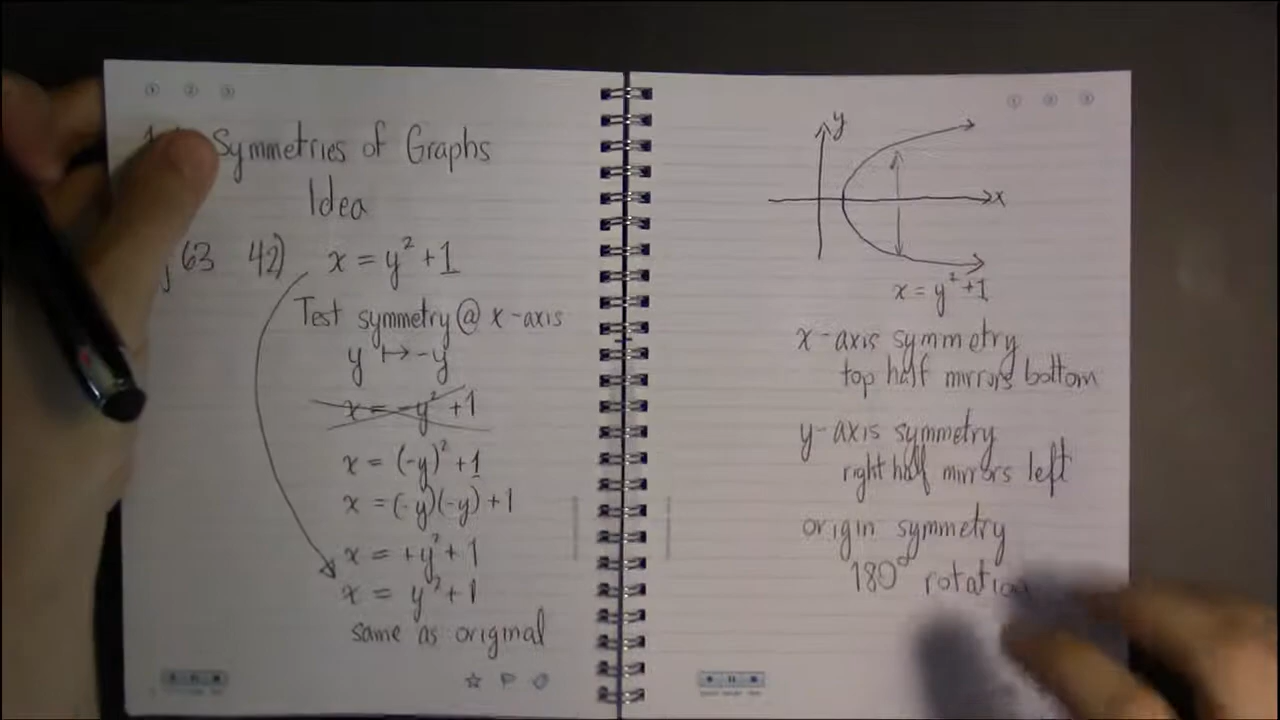 Symmetries of Graphs
Idea
63 42) x = y² + 1
Test symmetry @ x-axis
y ↦ -y
x = -y² + 1
x = (-y)² + 1
x = (-y)(-y) + 1
x = +y² + 1
x = y² + 1
same as original
y
x
x = y² + 1
x-axis symmetry
top half mirrors bottom
y-axis symmetry
right half mirrors left
origin symmetry
180° rotation